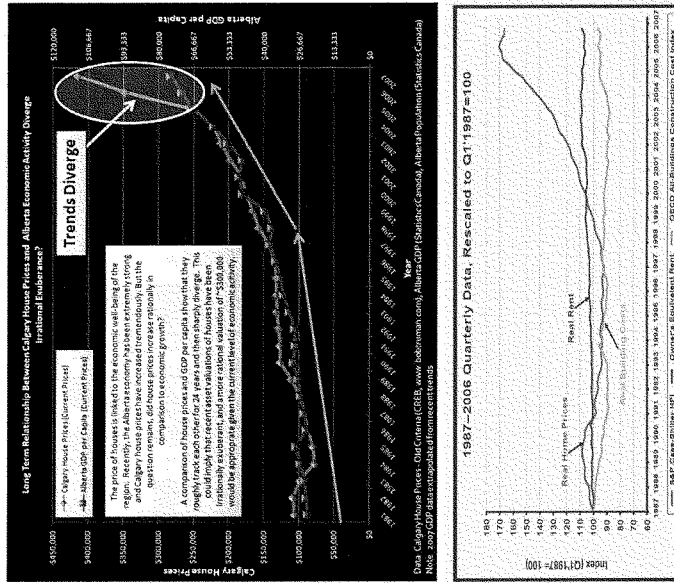 Long Term Relationship Between Calgary House Prices and Alberta Economic Activity Diverge
Irrational Exuberance?
Calgary House Prices (Current Prices)
Alberta GDP per Capita (Current Prices)
The price of houses is linked to the economic well-being of the
region. Recently, the Alberta economy has been extremely strong
and Calgary house prices have increased tremendously. But the
question remains, did house prices increase rationally in
comparison to economic growth?
A comparison of house prices and GDP per capita show that they
roughly track each other for 24 years and then sharply diverge. This
could imply that recent asset valuations of houses have been
irrationally exuberant, and a more rational valuation of ~$300,000
would be appropriate given the current level of economic activity.
Trends Diverge
Calgary House Prices
$450,000
$400,000
$350,000
$300,000
$250,000
$200,000
$150,000
$100,000
$50,000
$0
Alberta GDP per Capita
$120,000
$106,667
$93,333
$80,000
$66,667
$53,333
$40,000
$26,667
$13,333
$0
Year
Data: Calgary House Prices - Old Criteria (CREB, www.bobtruman.com), Alberta GDP (Statistics Canada), Alberta Population (Statistics Canada)
Note: 2007 GDP data extrapolated from recent trends
1987–2006 Quarterly Data, Rescaled to Q1'1987=100
Index (Q1'1987=100)
180
170
160
150
140
130
120
110
100
90
80
70
60
Real Home Prices
Real Rent
Real Building Costs
1987 1988 1989 1990 1991 1992 1993 1994 1995 1996 1997 1998 1999 2000 2001 2002 2003 2004 2005 2006 2007
S&P Case-Shiller HPI
Owner's Equivalent Rent
OECD All-Buildings Construction Cost Index